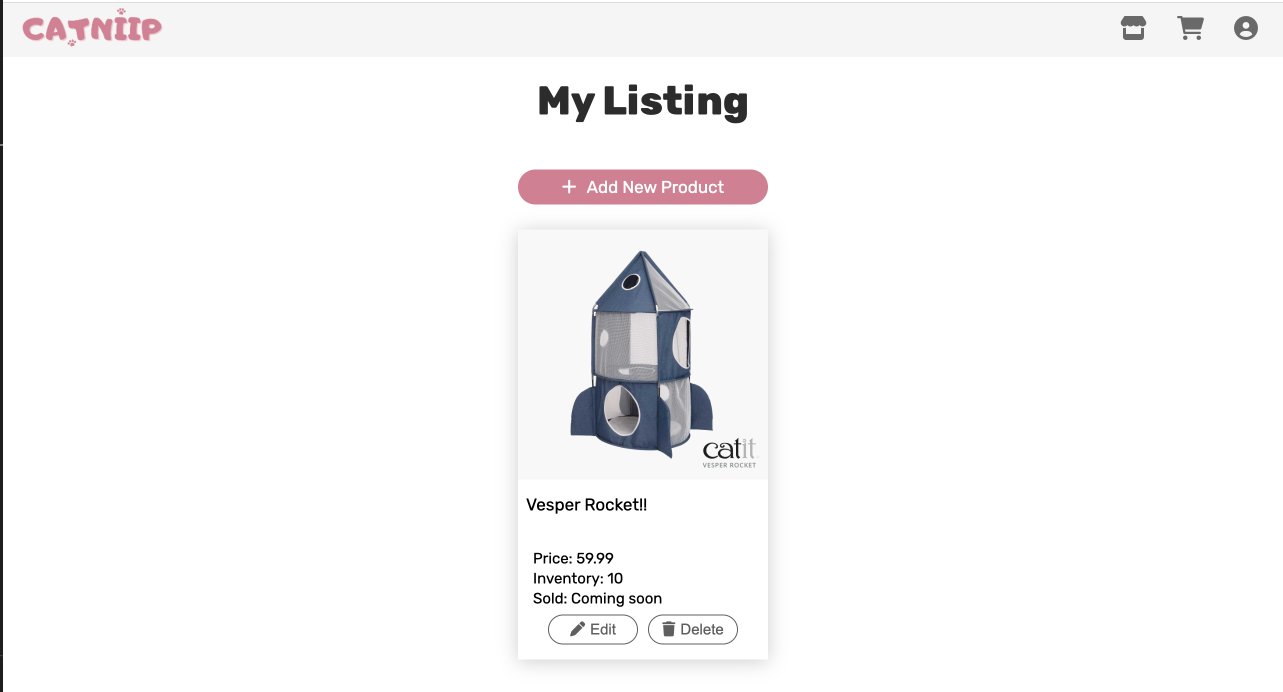 CATNIIP
My Listing
+ Add New Product
catit
VESPER ROCKET
Vesper Rocket!!
Price: 59.99
Inventory: 10
Sold: Coming soon
Edit
Delete